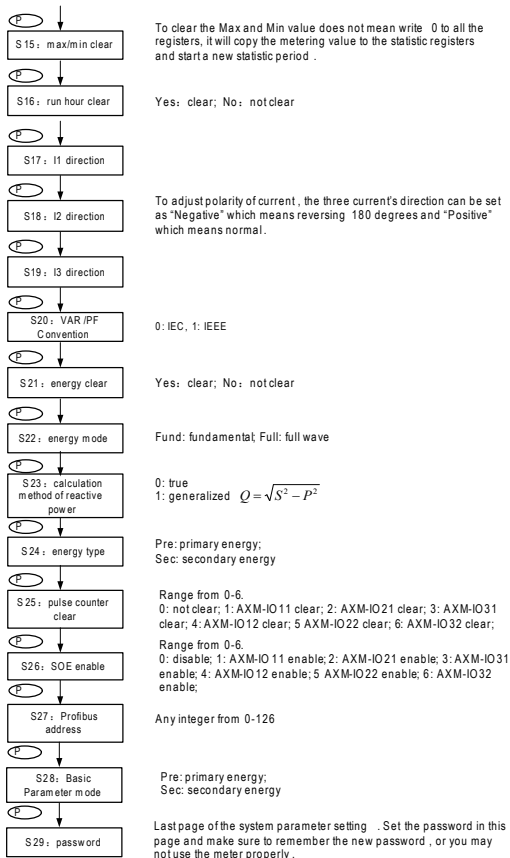 P
S15: max/min clear
To clear the Max and Min value does not mean write 0 to all the
registers, it will copy the metering value to the statistic registers
and start a new statistic period .
P
S16: run hour clear
Yes: clear; No: not clear
P
S17: I1 direction
P
S18: I2 direction
To adjust polarity of current , the three current's direction can be set
as "Negative" which means reversing 180 degrees and "Positive"
which means normal .
P
S19: I3 direction
P
S20: VAR /PF
Convention
0: IEC, 1: IEEE
P
S21: energy clear
Yes: clear; No: not clear
P
S22: energy mode
Fund: fundamental; Full: full wave
P
S23: calculation
method of reactive
power
0: true
1: generalized Q = √S² − P²
P
S24: energy type
Pre: primary energy;
Sec: secondary energy
P
S25: pulse counter
clear
Range from 0-6.
0: not clear; 1: AXM-IO11 clear; 2: AXM-IO21 clear; 3: AXM-IO31
clear; 4: AXM-IO12 clear; 5 AXM-IO22 clear; 6: AXM-IO32 clear;
P
S26: SOE enable
Range from 0-6.
0: disable; 1: AXM-IO11 enable; 2: AXM-IO21 enable; 3: AXM-IO31
enable; 4: AXM-IO12 enable; 5 AXM-IO22 enable; 6: AXM-IO32
enable;
P
S27: Profibus
address
Any integer from 0-126
P
S28: Basic
Parameter mode
Pre: primary energy;
Sec: secondary energy
P
S29: password
Last page of the system parameter setting . Set the password in this
page and make sure to remember the new password , or you may
not use the meter properly .